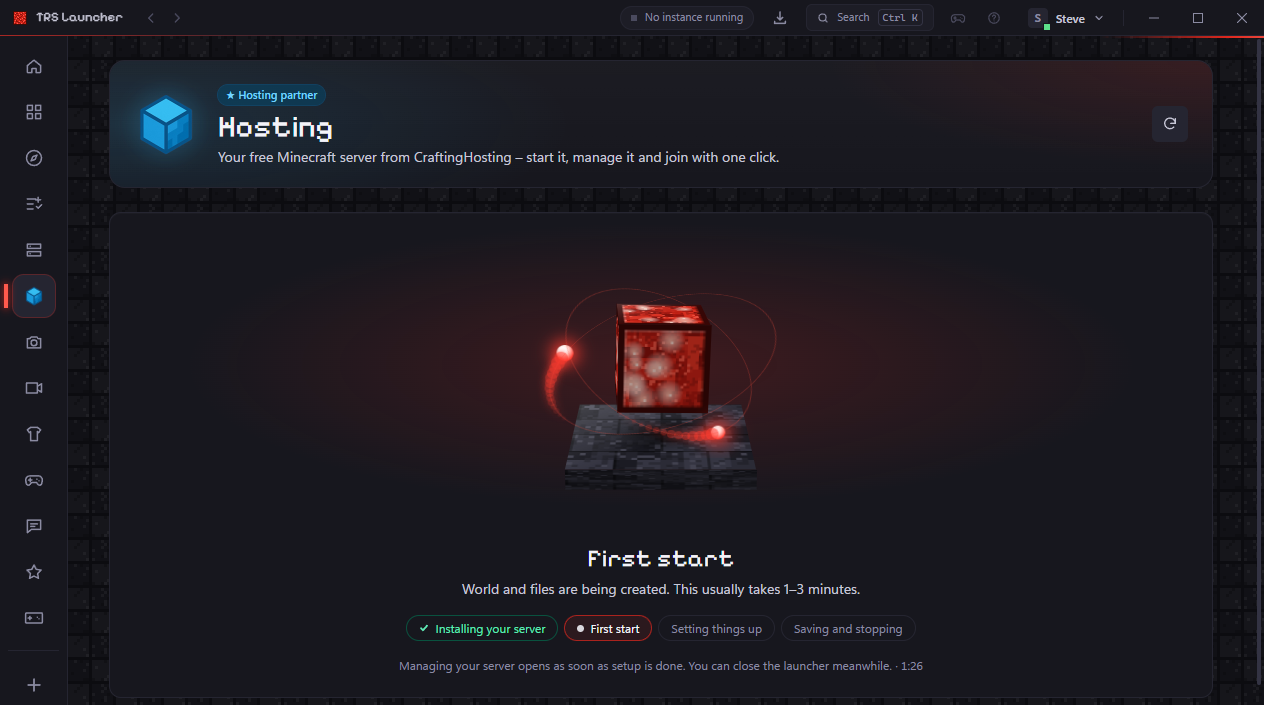 TRS Launcher
No instance running
Search
Ctrl K
S
Steve
★ Hosting partner
Hosting
Your free Minecraft server from CraftingHosting – start it, manage it and join with one click.
First start
World and files are being created. This usually takes 1–3 minutes.
Installing your server
First start
Setting things up
Saving and stopping
Managing your server opens as soon as setup is done. You can close the launcher meanwhile. · 1:26